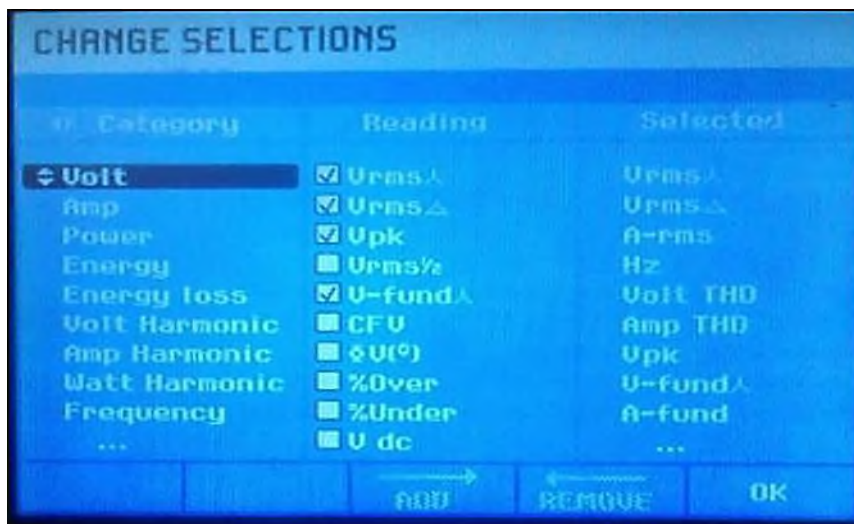 CHANGE SELECTIONS
Category Reading Selected
Volt Vrms⅄ Vrms⅄
Amp Vrms△ Vrms△
Power Vpk A-rms
Energy Vrms½ Hz
Energy loss V-fund⅄ Volt THD
Volt Harmonic CFV Amp THD
Amp Harmonic ɸV(º) Vpk
Watt Harmonic %Over V-fund⅄
Frequency %Under A-fund
... V dc ...
ADD REMOVE OK